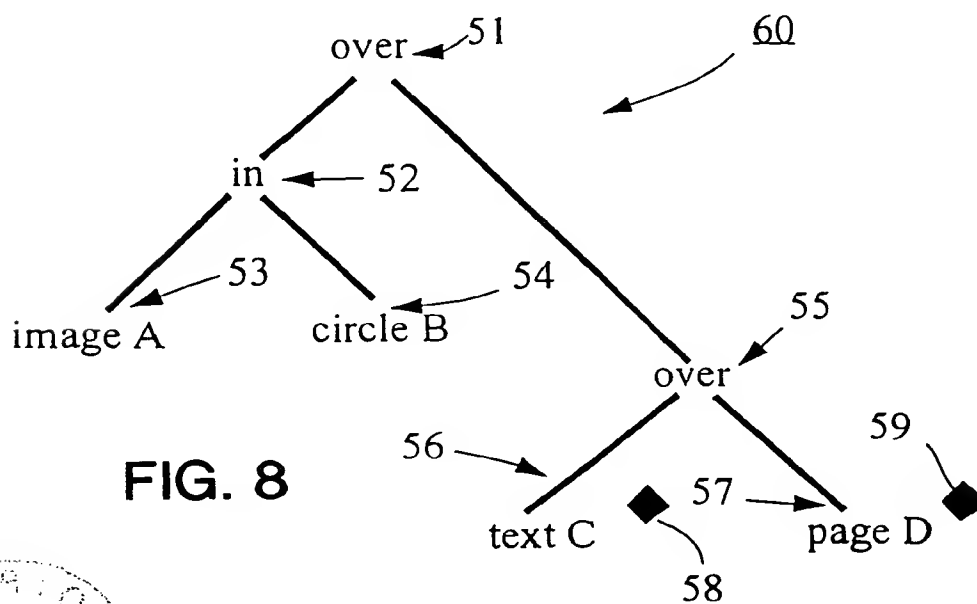 over 51 60
in 52
53 54
image A circle B 55
over
56 59
FIG. 8 57
text C page D
58